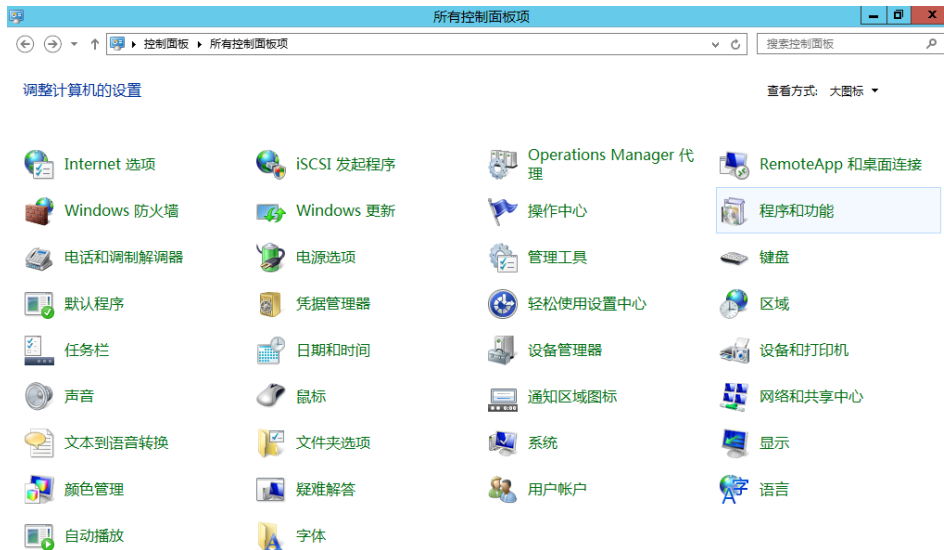 所有控制面板项
控制面板 ▸ 所有控制面板项
搜索控制面板
调整计算机的设置
查看方式: 大图标
Internet 选项
iSCSI 发起程序
Operations Manager 代
理
RemoteApp 和桌面连接
Windows 防火墙
Windows 更新
操作中心
程序和功能
电话和调制解调器
电源选项
管理工具
键盘
默认程序
凭据管理器
轻松使用设置中心
区域
任务栏
日期和时间
设备管理器
设备和打印机
声音
鼠标
通知区域图标
网络和共享中心
文本到语音转换
文件夹选项
系统
显示
颜色管理
疑难解答
用户帐户
语言
自动播放
字体